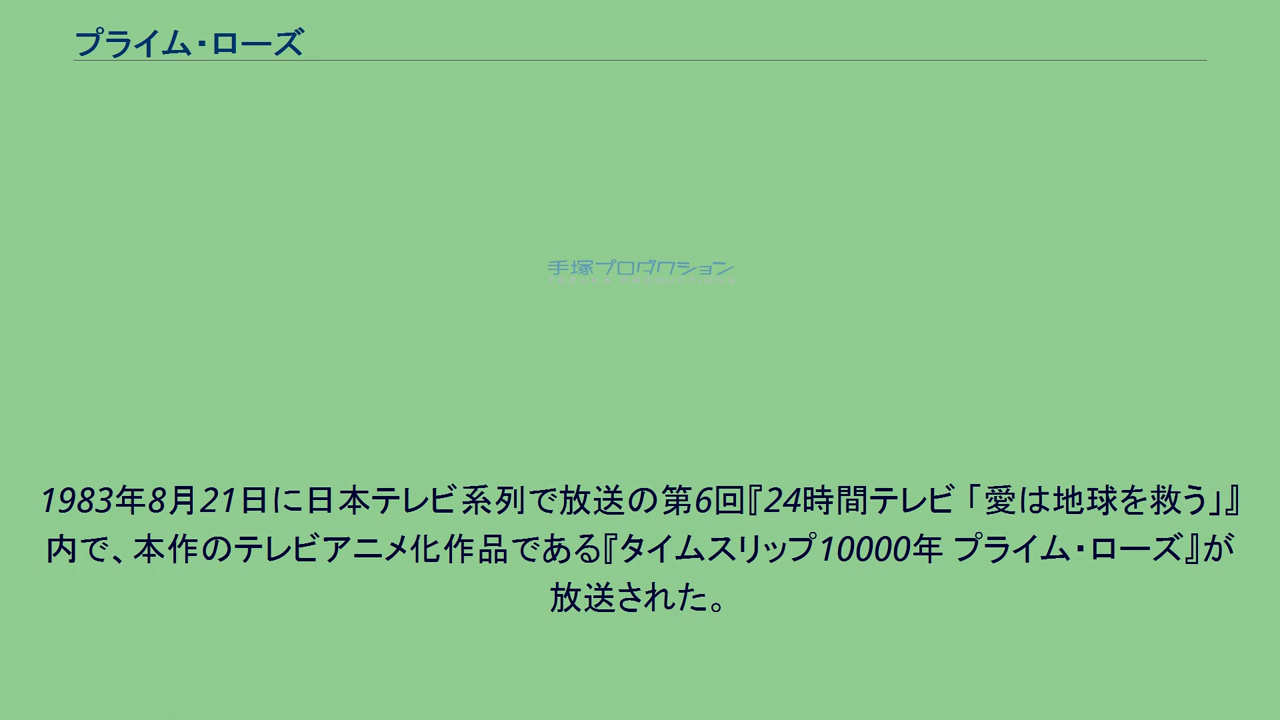 プライム・ローズ
手塚プロダクション
1983年8月21日に日本テレビ系列で放送の第6回『24時間テレビ 「愛は地球を救う」』
内で、本作のテレビアニメ化作品である『タイムスリップ10000年 プライム・ローズ』が
放送された。